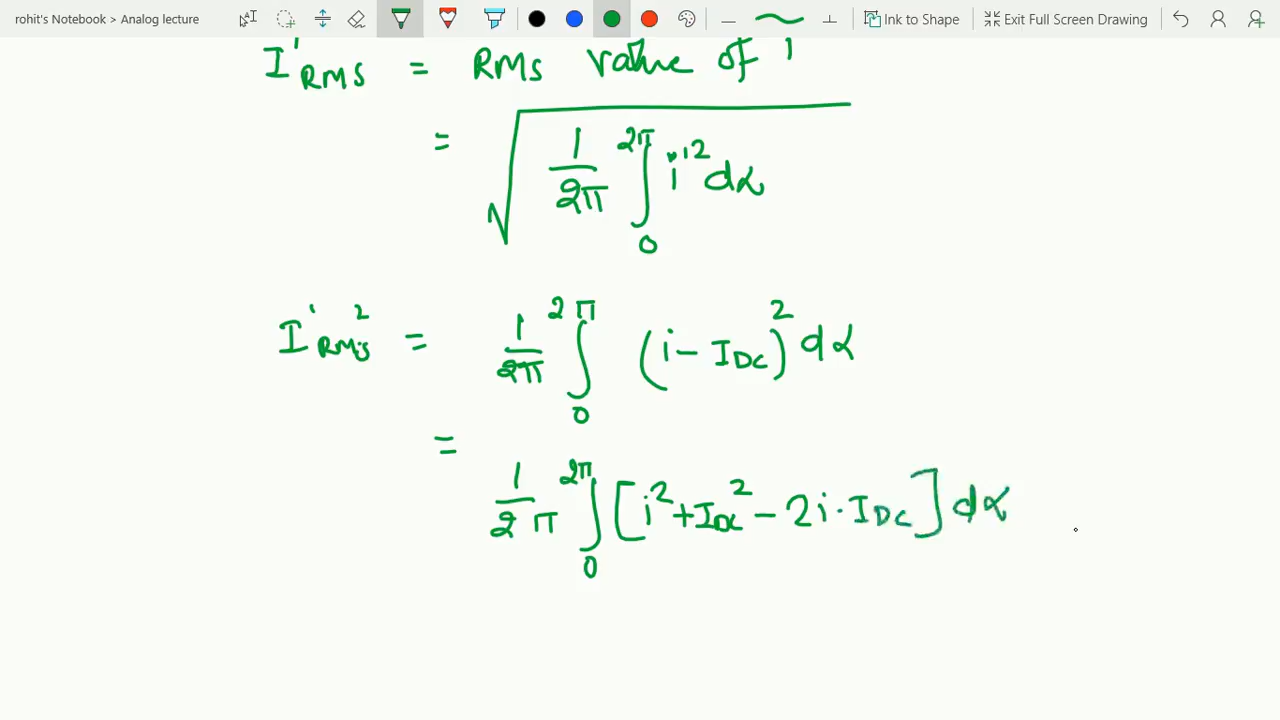 rohit's Notebook > Analog lecture Ink to Shape Exit Full Screen Drawing
I'RMS = RMS value of i
= √(1/2π ∫₀^2π i'² dα)
I'RMS² = 1/2π ∫₀^2π (i − IDC)² dα
= 1/2π ∫₀^2π [i² + IDC² − 2i · IDC] dα